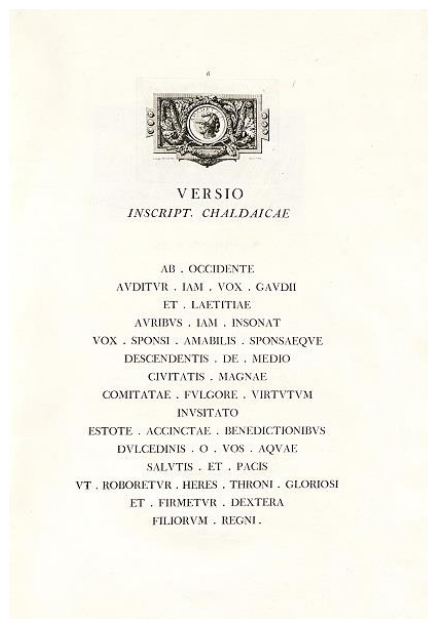 VERSIO
INSCRIPT. CHALDAICAE
AB . OCCIDENTE
AVDITVR . IAM . VOX . GAVDII
ET . LAETITIAE
AVRIBVS . IAM . INSONAT
VOX . SPONSI . AMABILIS . SPONSAEQVE
DESCENDENTIS . DE . MEDIO
CIVITATIS . MAGNAE
COMITATAE . FVLGORE . VIRTVTVM
INVSITATO
ESTOTE . ACCINCTAE . BENEDICTIONIBVS
DVLCEDINIS . O . VOS . AQVAE
SALVTIS . ET . PACIS
VT . ROBORETVR . HERES . THRONI . GLORIOSI
ET . FIRMETVR . DEXTERA
FILIORVM . REGNI .